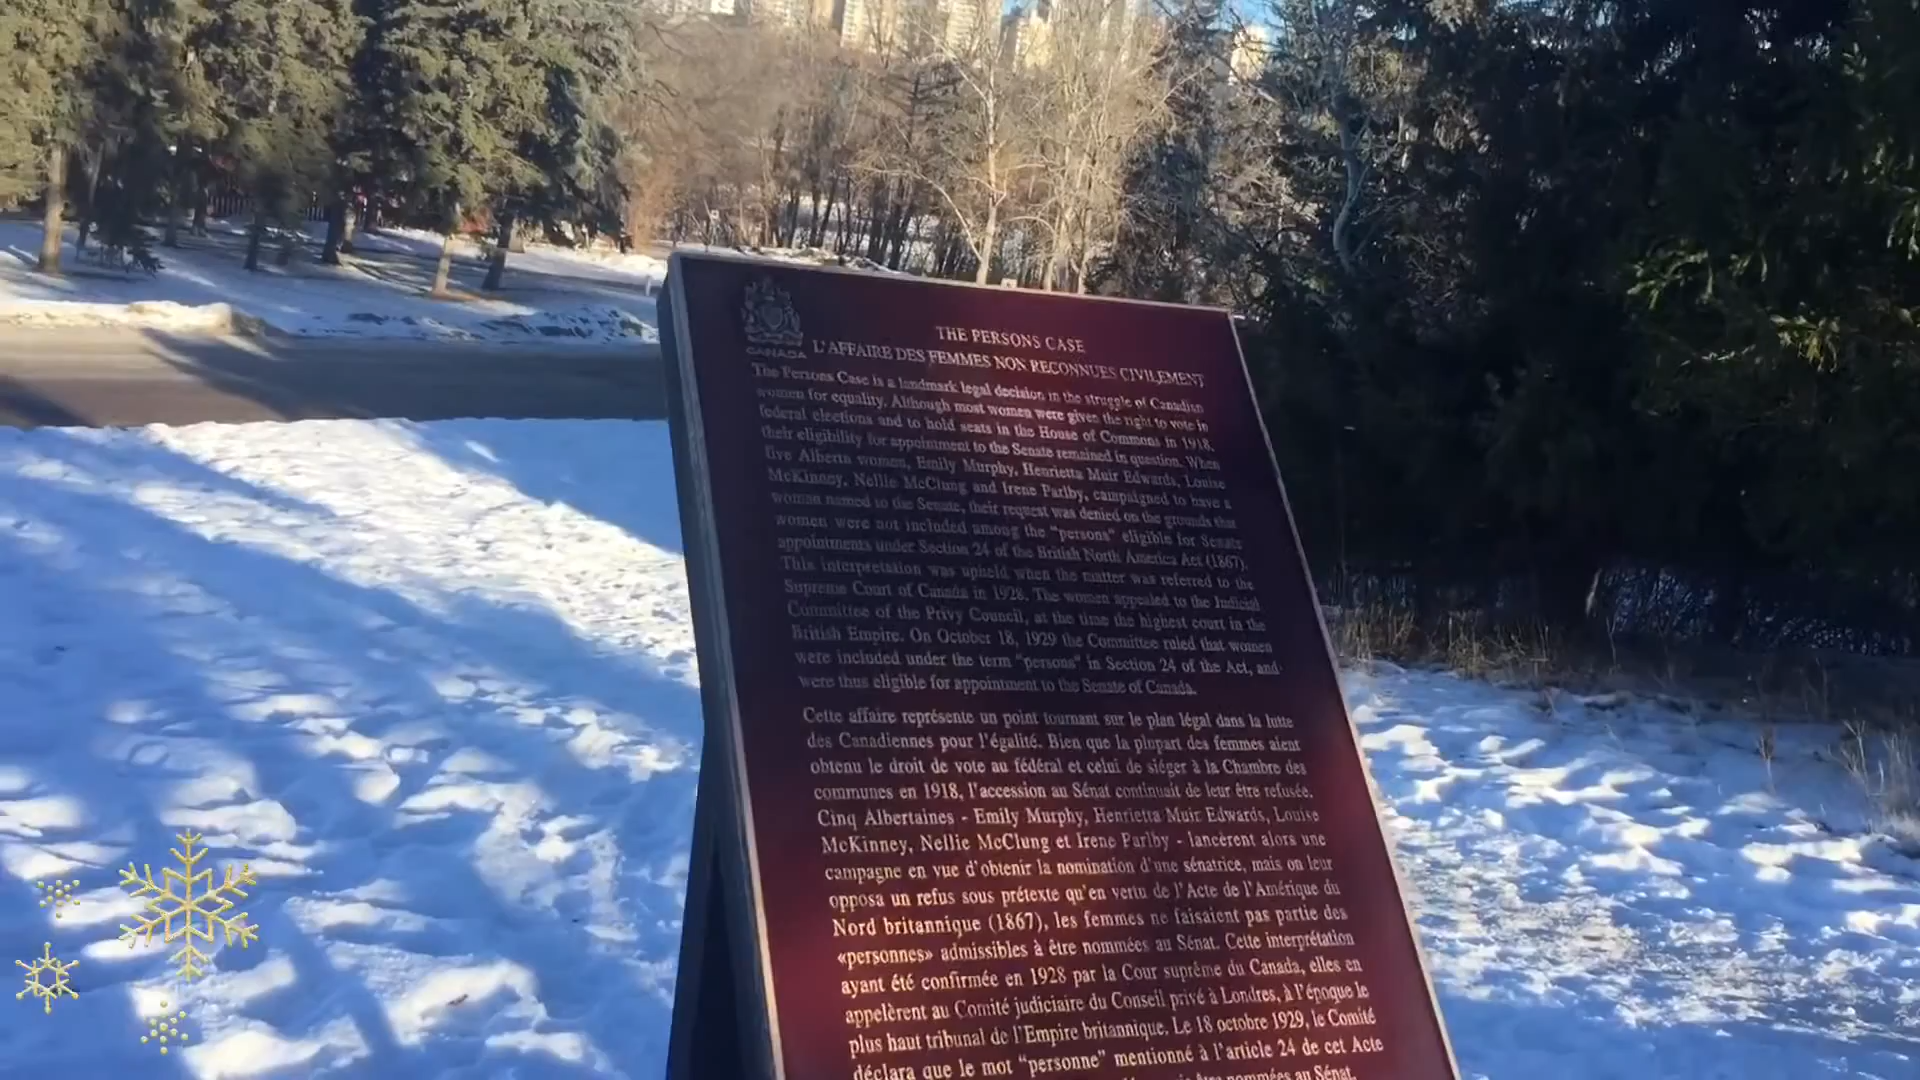 CANADA
THE PERSONS CASE
L'AFFAIRE DES FEMMES NON RECONNUES CIVILEMENT
The Persons Case is a landmark legal decision in the struggle of Canadian
women for equality. Although most women were given the right to vote in
federal elections and to hold seats in the House of Commons in 1918,
their eligibility for appointment to the Senate remained in question. When
five Alberta women, Emily Murphy, Henrietta Muir Edwards, Louise
McKinney, Nellie McClung and Irene Parlby, campaigned to have a
woman named to the Senate, their request was denied on the grounds that
women were not included among the "persons" eligible for Senate
appointments under Section 24 of the British North America Act (1867).
This interpretation was upheld when the matter was referred to the
Supreme Court of Canada in 1928. The women appealed to the Judicial
Committee of the Privy Council, at the time the highest court in the
British Empire. On October 18, 1929 the Committee ruled that women
were included under the term "persons" in Section 24 of the Act, and
were thus eligible for appointment to the Senate of Canada.
Cette affaire représente un point tournant sur le plan légal dans la lutte
des Canadiennes pour l'égalité. Bien que la plupart des femmes aient
obtenu le droit de vote au fédéral et celui de siéger à la Chambre des
communes en 1918, l'accession au Sénat continuait de leur être refusée.
Cinq Albertaines - Emily Murphy, Henrietta Muir Edwards, Louise
McKinney, Nellie McClung et Irene Parlby - lancèrent alors une
campagne en vue d'obtenir la nomination d'une sénatrice, mais on leur
opposa un refus sous prétexte qu'en vertu de l'Acte de l'Amérique du
Nord britannique (1867), les femmes ne faisaient pas partie des
«personnes» admissibles à être nommées au Sénat. Cette interprétation
ayant été confirmée en 1928 par la Cour suprême du Canada, elles en
appelèrent au Comité judiciaire du Conseil privé à Londres, à l'époque le
plus haut tribunal de l'Empire britannique. Le 18 octobre 1929, le Comité
déclara que le mot "personne" mentionné à l'article 24 de cet Acte
être nommées au Sénat.